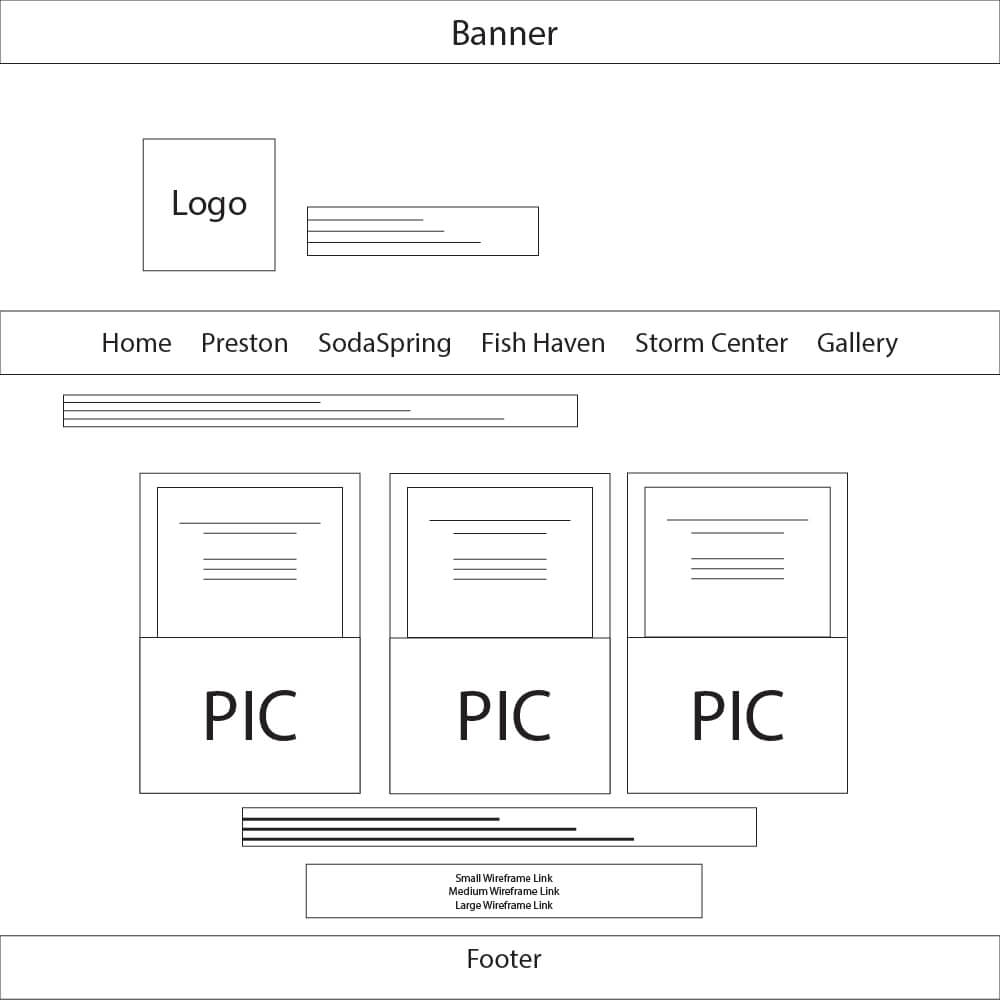 Banner
Logo
Home Preston SodaSpring Fish Haven Storm Center Gallery
PIC PIC PIC
Small Wireframe Link
Medium Wireframe Link
Large Wireframe Link
Footer